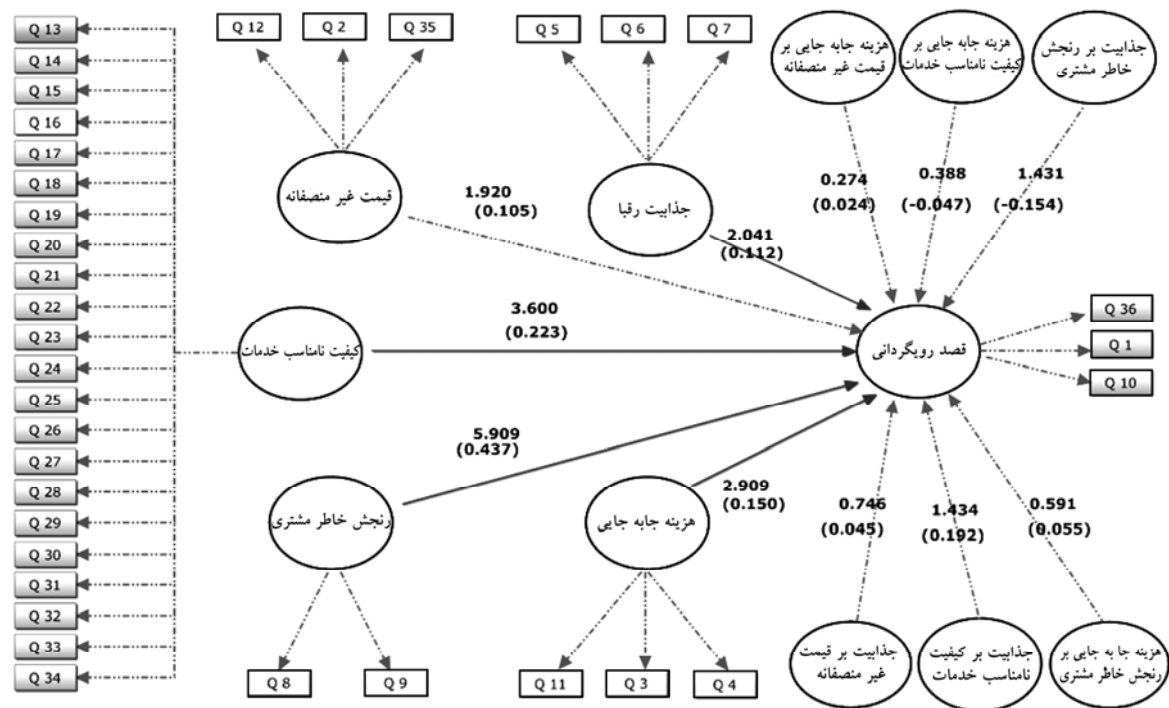 Q 13
Q 14
Q 15
Q 16
Q 17
Q 18
Q 19
Q 20
Q 21
Q 22
Q 23
Q 24
Q 25
Q 26
Q 27
Q 28
Q 29
Q 30
Q 31
Q 32
Q 33
Q 34
Q 12
Q 2
Q 35
Q 5
Q 6
Q 7
هزینه جابه جایی بر
قیمت غیر منصفانه
هزینه جابه جایی بر
کیفیت نامناسب خدمات
جذابیت بر رنجش
خاطر مشتری
قیمت غیر منصفانه
جذابیت رقبا
1.920
(0.105)
2.041
(0.112)
0.274
(0.024)
0.388
(-0.047)
1.431
(-0.154)
کیفیت نامناسب خدمات
3.600
(0.223)
قصد رویگردانی
Q 36
Q 1
Q 10
رنجش خاطر مشتری
5.909
(0.437)
هزینه جابه جایی
2.909
(0.150)
0.746
(0.045)
1.434
(0.192)
0.591
(0.055)
Q 8
Q 9
Q 11
Q 3
Q 4
جذابیت بر قیمت
غیر منصفانه
جذابیت بر کیفیت
نامناسب خدمات
هزینه جا به جایی بر
رنجش خاطر مشتری